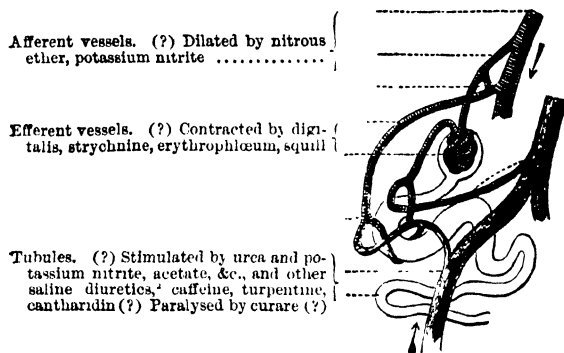 Afferent vessels. (?) Dilated by nitrous
ether, potassium nitrite ..............
Efferent vessels. (?) Contracted by digi-
talis, strychnine, erythrophlœum, squill
Tubules. (?) Stimulated by urea and po-
tassium nitrite, acetate, &c., and other
saline diuretics,² caffeine, turpentine,
cantharidin (?) Paralysed by curare (?)